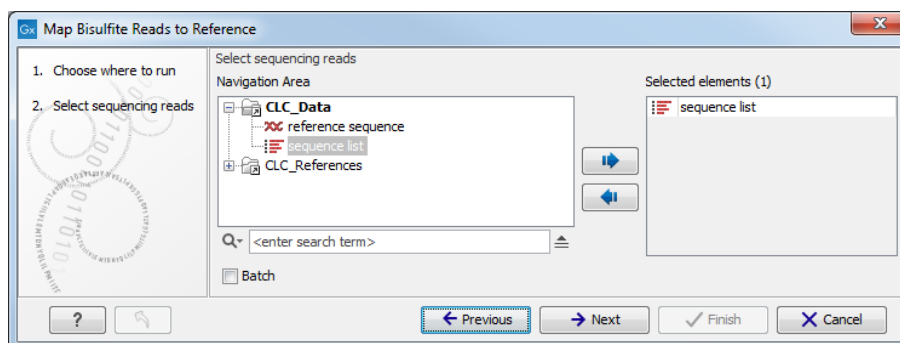 Gx Map Bisulfite Reads to Reference
X
1. Choose where to run
2. Select sequencing reads
Select sequencing reads
Navigation Area
CLC_Data
reference sequence
sequence list
CLC_References
<enter search term>
Batch
Selected elements (1)
sequence list
?
Previous
Next
Finish
Cancel